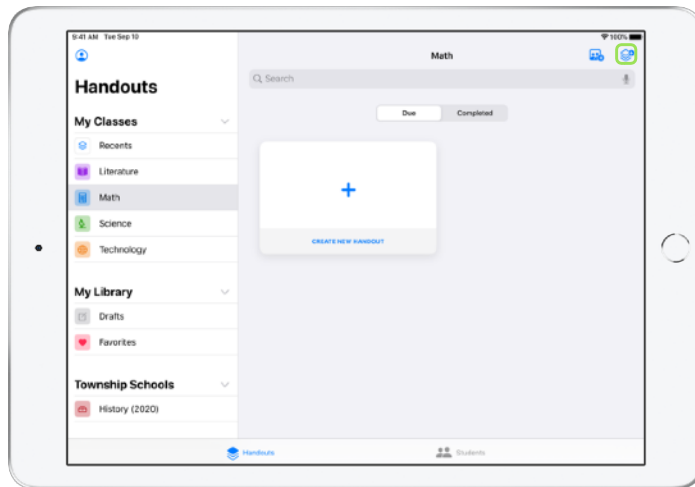 9:41 AM Tue Sep 10
100%
Math
Handouts
Search
My Classes
Due
Completed
Recents
Literature
Math
Science
Technology
CREATE NEW HANDOUT
My Library
Drafts
Favorites
Township Schools
History (2020)
Handouts
Students